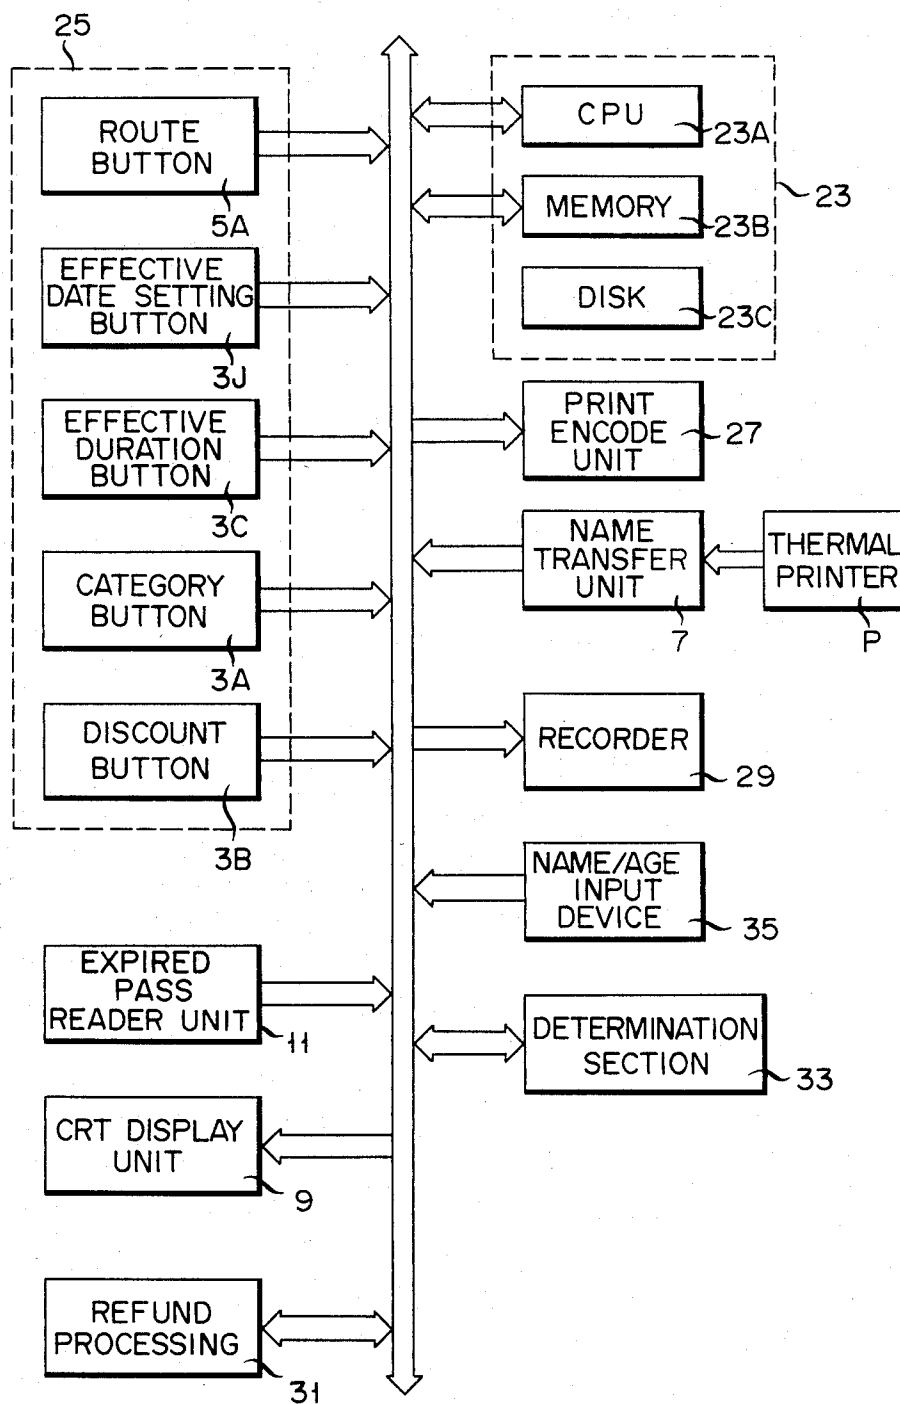 25
ROUTE
BUTTON
5A
EFFECTIVE
DATE SETTING
BUTTON
3J
EFFECTIVE
DURATION
BUTTON
3C
CATEGORY
BUTTON
3A
DISCOUNT
BUTTON
3B
EXPIRED
PASS
READER UNIT
11
CRT DISPLAY
UNIT
9
REFUND
PROCESSING
31
CPU
23A
MEMORY
23B
23
DISK
23C
PRINT
ENCODE
UNIT
27
NAME
TRANSFER
UNIT
7
THERMAL
PRINTER
P
RECORDER
29
NAME/AGE
INPUT
DEVICE
35
DETERMINATION
SECTION
33